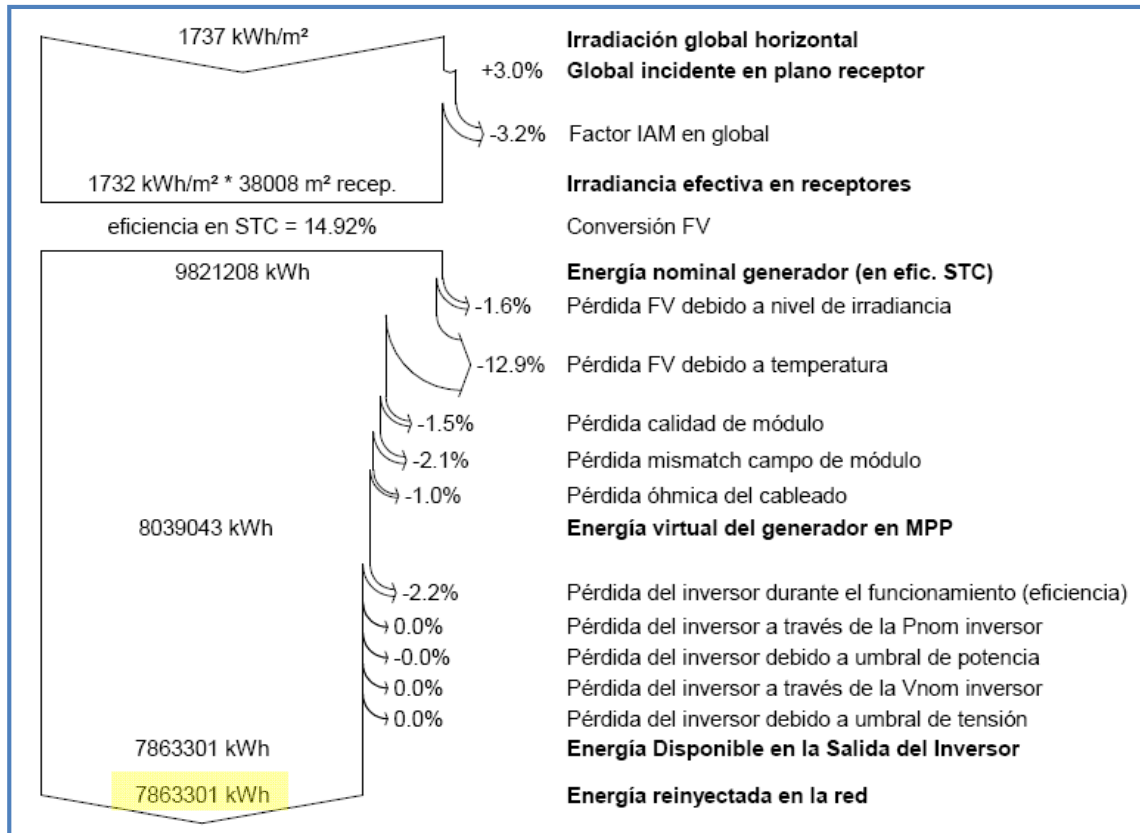 1737 kWh/m² Irradiación global horizontal
+3.0% Global incidente en plano receptor
-3.2% Factor IAM en global
1732 kWh/m² * 38008 m² recep. Irradiancia efectiva en receptores
eficiencia en STC = 14.92% Conversión FV
9821208 kWh Energía nominal generador (en efic. STC)
-1.6% Pérdida FV debido a nivel de irradiancia
-12.9% Pérdida FV debido a temperatura
-1.5% Pérdida calidad de módulo
-2.1% Pérdida mismatch campo de módulo
-1.0% Pérdida óhmica del cableado
8039043 kWh Energía virtual del generador en MPP
-2.2% Pérdida del inversor durante el funcionamiento (eficiencia)
0.0% Pérdida del inversor a través de la Pnom inversor
-0.0% Pérdida del inversor debido a umbral de potencia
0.0% Pérdida del inversor a través de la Vnom inversor
0.0% Pérdida del inversor debido a umbral de tensión
7863301 kWh Energía Disponible en la Salida del Inversor
7863301 kWh Energía reinyectada en la red